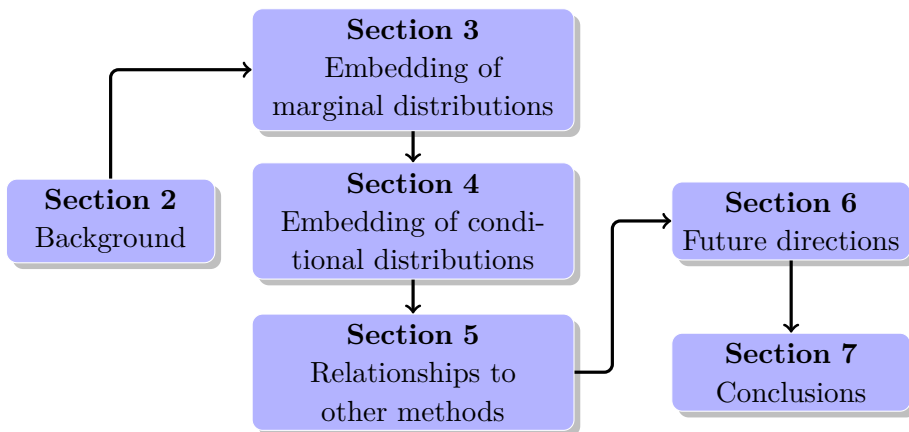 Section 2
Background
Section 3
Embedding of
marginal distributions
Section 4
Embedding of condi-
tional distributions
Section 5
Relationships to
other methods
Section 6
Future directions
Section 7
Conclusions